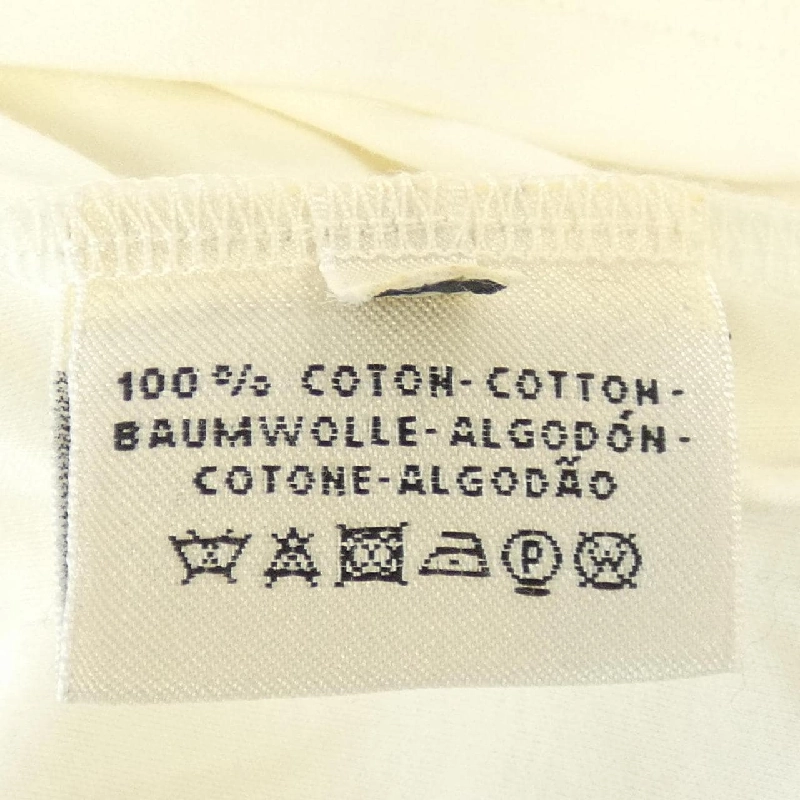 100% COTON-COTTON-
BAUMWOLLE-ALGODÓN-
COTONE-ALGODÃO
P W